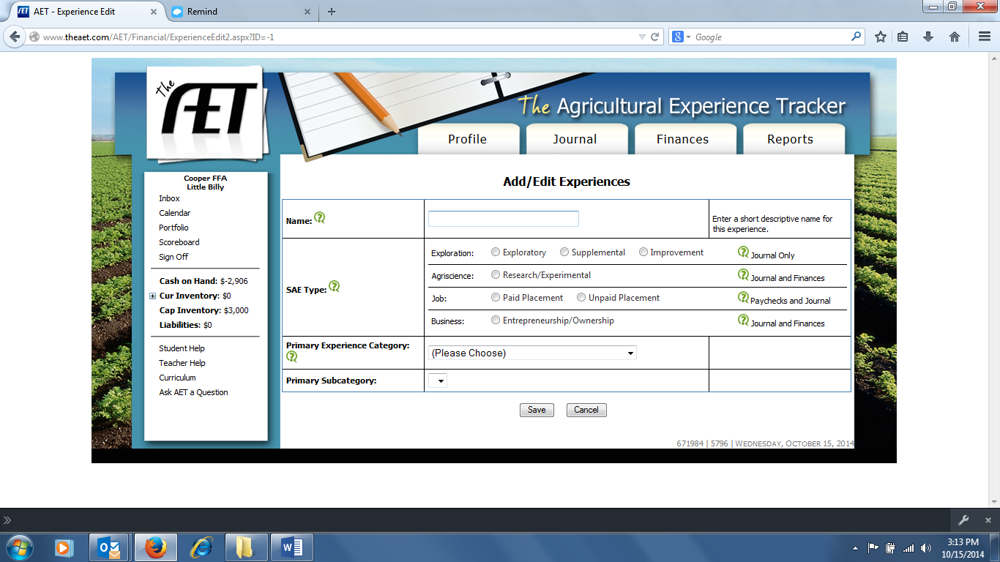 AET - Experience Edit
Remind
www.theaet.com/AET/Financial/ExperienceEdit2.aspx?ID=-1
Google
The AET
The Agricultural Experience Tracker
Profile
Journal
Finances
Reports
Cooper FFA
Little Billy
Inbox
Calendar
Portfolio
Scoreboard
Sign Off
Cash on Hand: $-2,906
Cur Inventory: $0
Cap Inventory: $3,000
Liabilities: $0
Student Help
Teacher Help
Curriculum
Ask AET a Question
Add/Edit Experiences
Name:
Enter a short descriptive name for
this experience.
SAE Type:
Exploration: Exploratory Supplemental Improvement Journal Only
Agriscience: Research/Experimental Journal and Finances
Job: Paid Placement Unpaid Placement Paychecks and Journal
Business: Entrepreneurship/Ownership Journal and Finances
Primary Experience Category:
(Please Choose)
Primary Subcategory:
Save
Cancel
671984 | 5796 | WEDNESDAY, OCTOBER 15, 2014
3:13 PM
10/15/2014